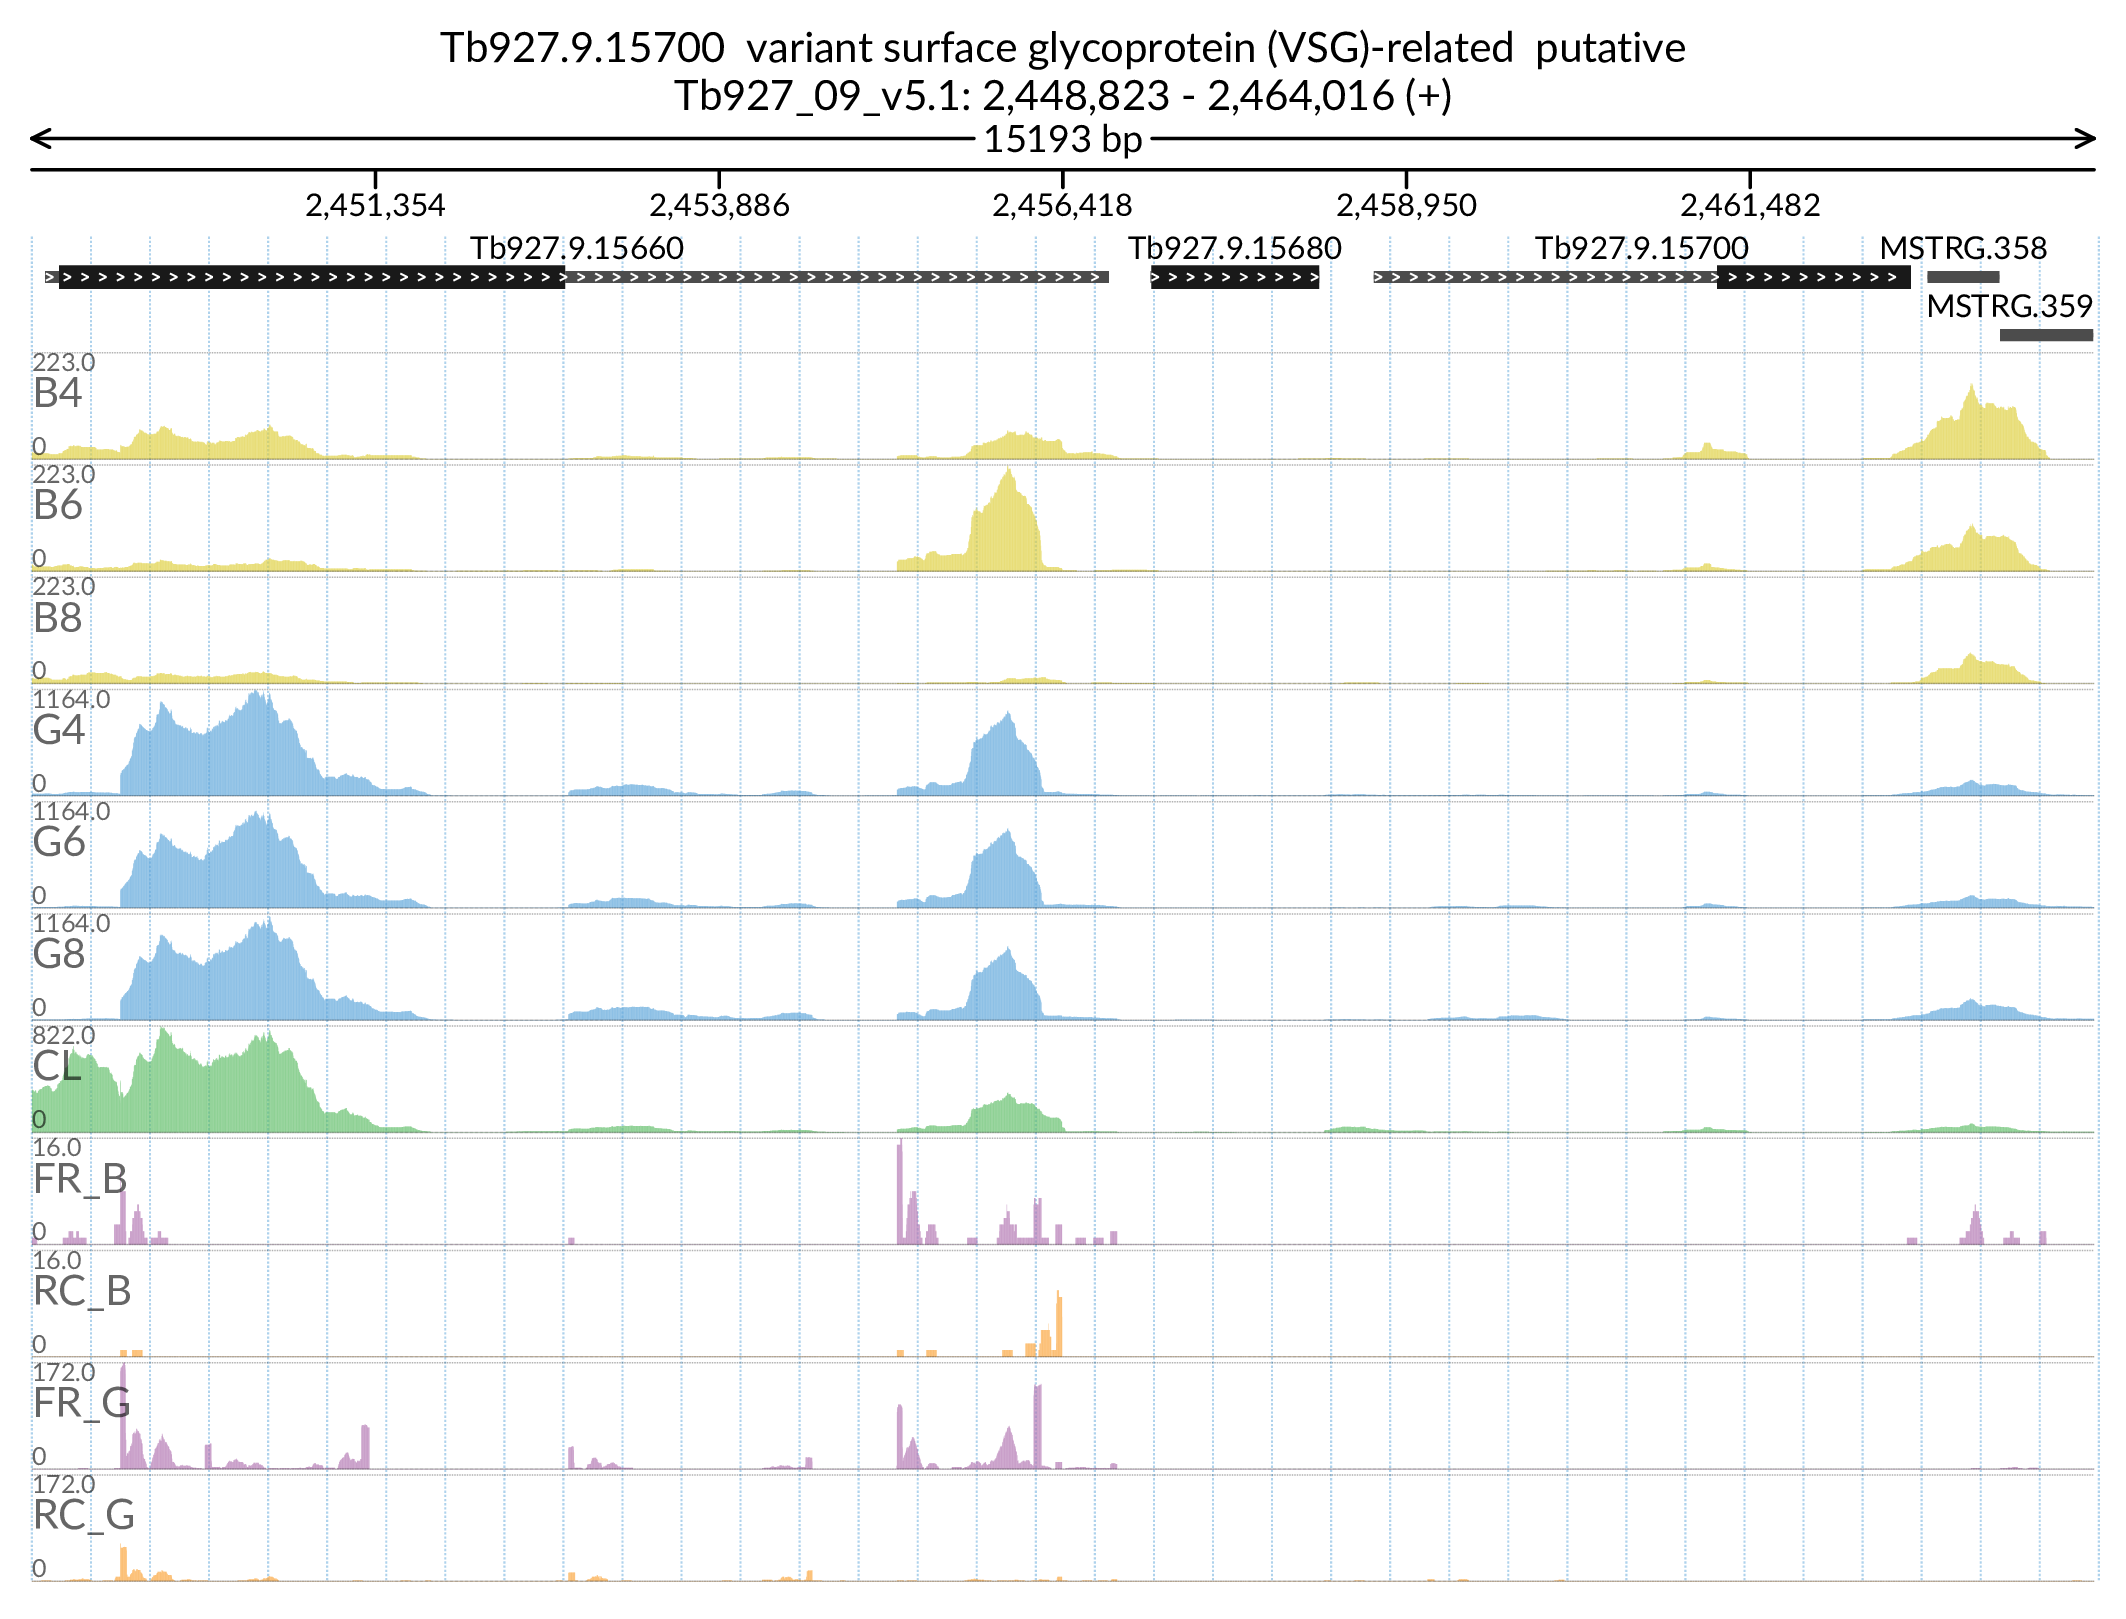 Tb927.9.15700  variant surface glycoprotein (VSG)-related  putative
Tb927_09_v5.1: 2,448,823 - 2,464,016 (+)
15193 bp
2,451,354 2,453,886 2,456,418 2,458,950 2,461,482
Tb927.9.15660 Tb927.9.15680 Tb927.9.15700 MSTRG.358
MSTRG.359
223.0
B4
0
223.0
B6
0
223.0
B8
0
1164.0
G4
0
1164.0
G6
0
1164.0
G8
0
822.0
CL
0
16.0
FR_B
0
16.0
RC_B
0
172.0
FR_G
0
172.0
RC_G
0